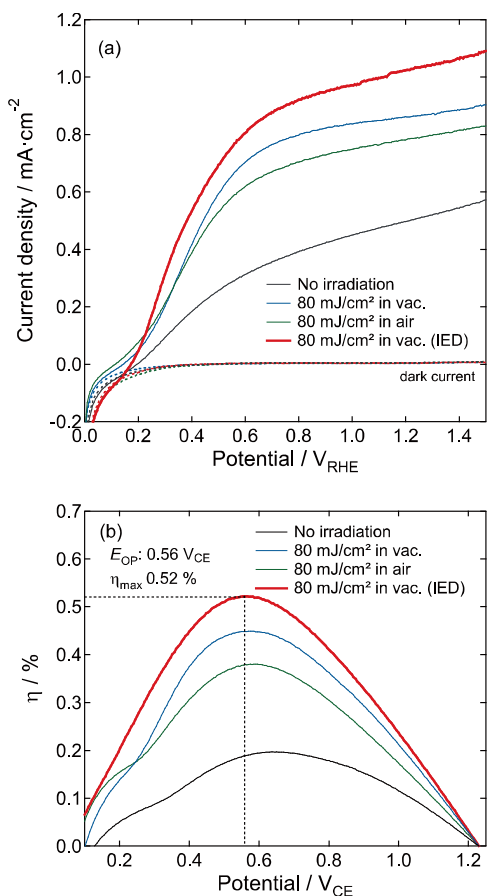 (a)
1.2
1.0
0.8
0.6
0.4
0.2
0.0
-0.2
Current density / mA·cm⁻²
No irradiation
80 mJ/cm² in vac.
80 mJ/cm² in air
80 mJ/cm² in vac. (IED)
dark current
0.0 0.2 0.4 0.6 0.8 1.0 1.2 1.4
Potential / V_RHE
(b)
0.7
0.6
0.5
0.4
0.3
0.2
0.1
0.0
η / %
E_OP: 0.56 V_CE
η_max 0.52 %
No irradiation
80 mJ/cm² in vac.
80 mJ/cm² in air
80 mJ/cm² in vac. (IED)
0.2 0.4 0.6 0.8 1.0 1.2
Potential / V_CE